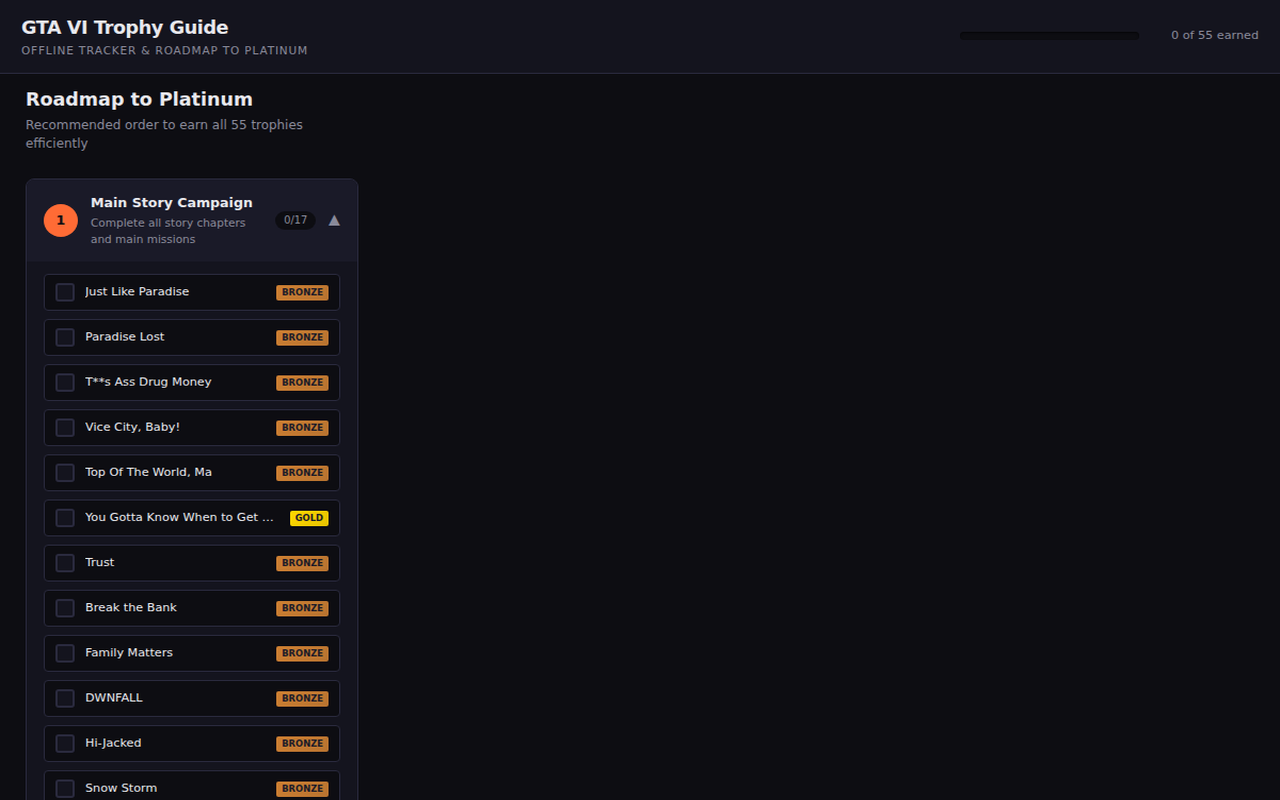 GTA VI Trophy Guide
OFFLINE TRACKER & ROADMAP TO PLATINUM
0 of 55 earned
Roadmap to Platinum
Recommended order to earn all 55 trophies
efficiently
1
Main Story Campaign
Complete all story chapters
and main missions
0/17
Just Like Paradise BRONZE
Paradise Lost BRONZE
T**s Ass Drug Money BRONZE
Vice City, Baby! BRONZE
Top Of The World, Ma BRONZE
You Gotta Know When to Get ... GOLD
Trust BRONZE
Break the Bank BRONZE
Family Matters BRONZE
DWNFALL BRONZE
Hi-Jacked BRONZE
Snow Storm BRONZE